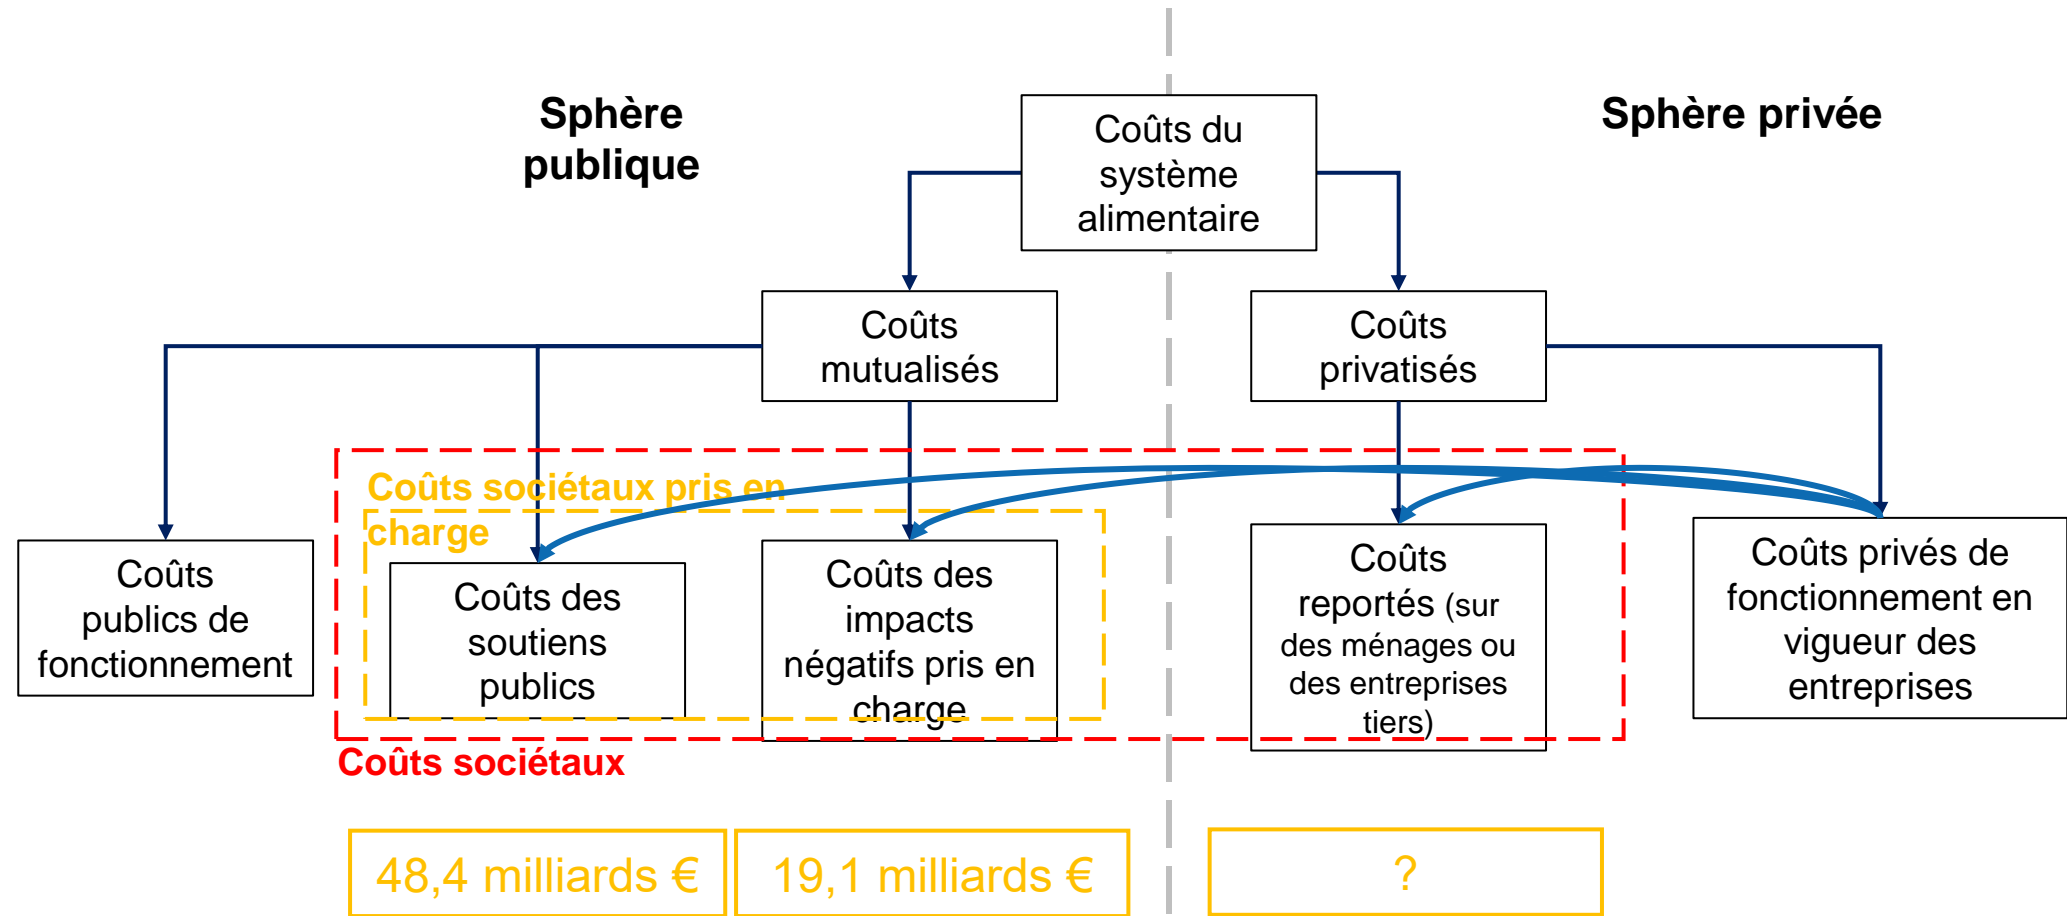 Sphère
publique
Sphère privée
Coûts du
système
alimentaire
Coûts
mutualisés
Coûts
privatisés
Coûts sociétaux pris en
charge
Coûts
publics de
fonctionnement
Coûts des
soutiens
publics
Coûts des
impacts
négatifs pris en
charge
Coûts
reportés (sur
des ménages ou
des entreprises
tiers)
Coûts privés de
fonctionnement en
vigueur des
entreprises
Coûts sociétaux
48,4 milliards €
19,1 milliards €
?